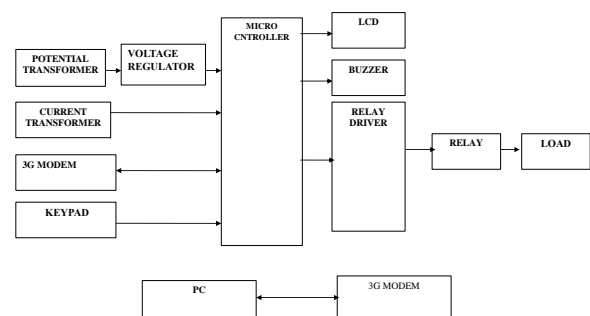 MICRO
CNTROLLER
LCD
POTENTIAL
TRANSFORMER
VOLTAGE
REGULATOR
BUZZER
CURRENT
TRANSFORMER
RELAY
DRIVER
RELAY
LOAD
3G MODEM
KEYPAD
PC
3G MODEM